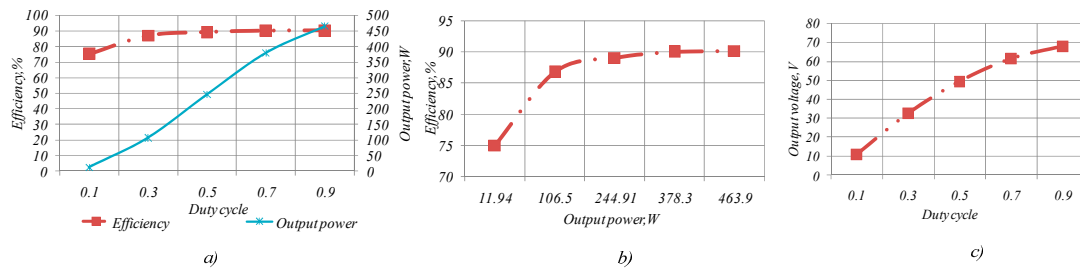 Efficiency,%
100
90
80
70
60
50
40
30
20
10
0
500
450
400
350
300
250
200
150
100
50
0
Output power,W
0.1 0.3 0.5 0.7 0.9
Duty cycle
Efficiency
Output power
a)
Efficiency,%
95
90
85
80
75
70
11.94 106.5 244.91 378.3 463.9
Output power,W
b)
Output voltage, V
80
70
60
50
40
30
20
10
0
0.1 0.3 0.5 0.7 0.9
Duty cycle
c)